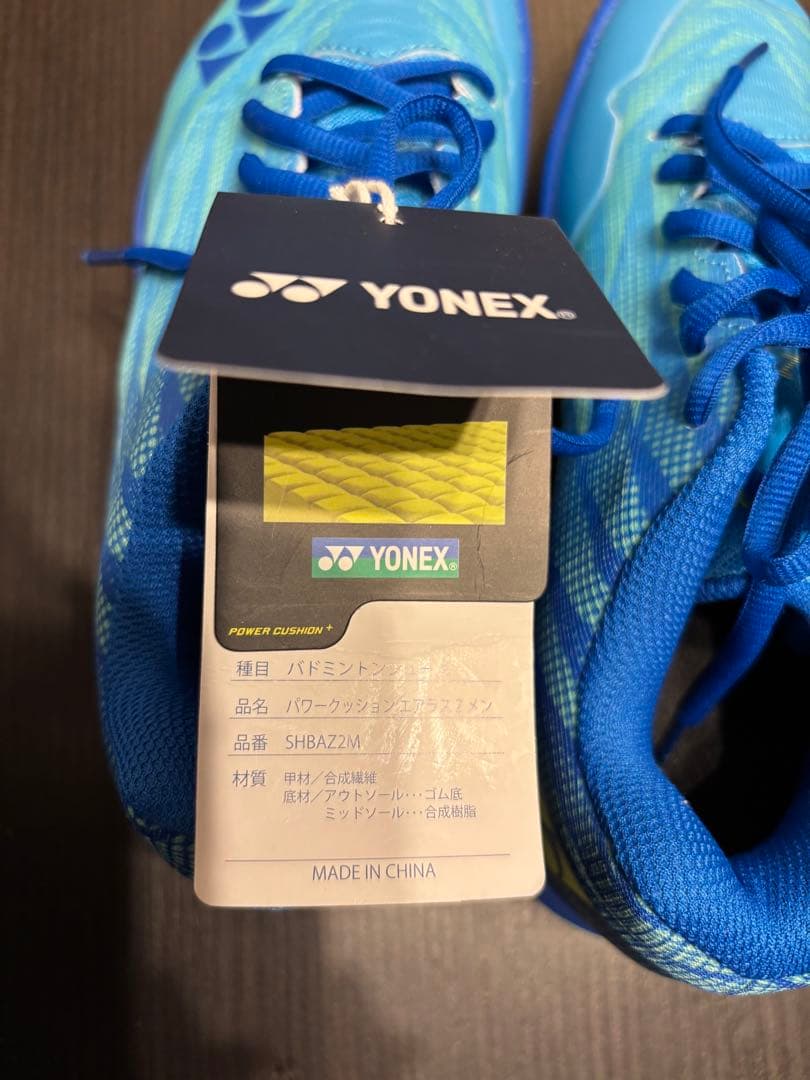 YONEX®
YONEX®
POWER CUSHION+
種目 バドミントンシューズ
品名 パワークッションエアラスZメン
品番 SHBAZ2M
材質 甲材/合成繊維
底材/アウトソール･･･ゴム底
ミッドソール･･･合成樹脂
MADE IN CHINA